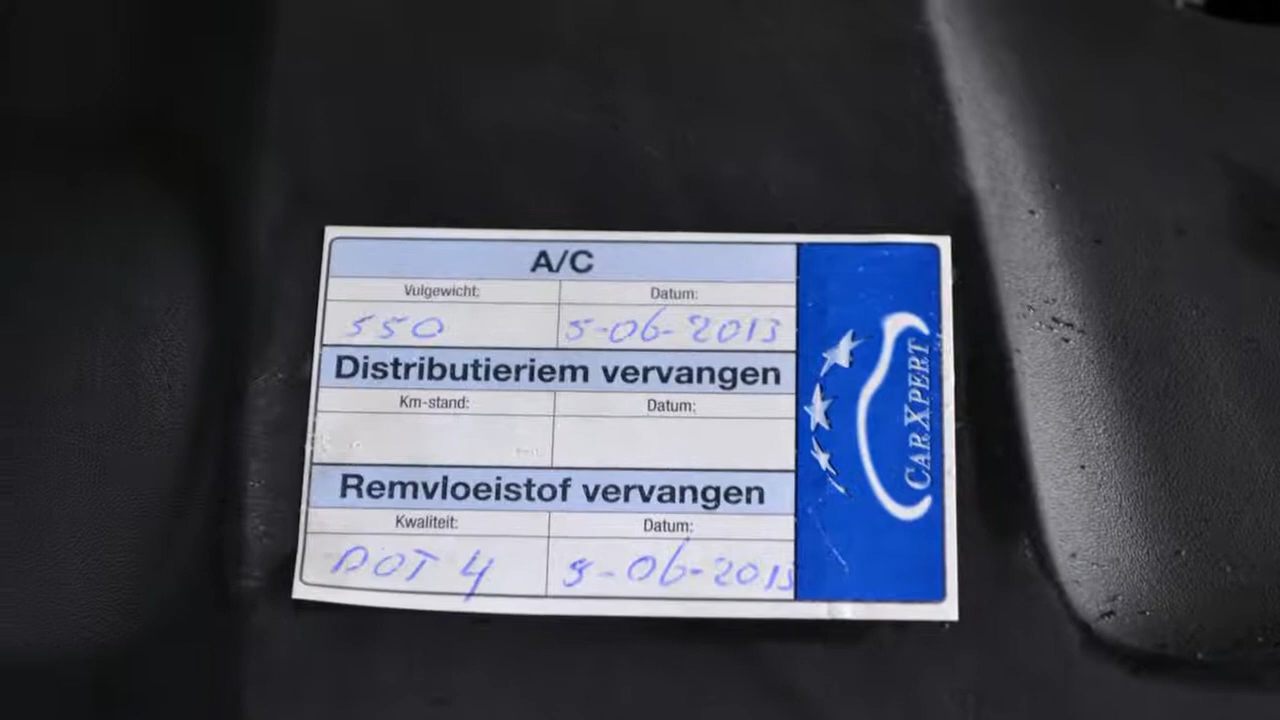 A/C
Vulgewicht: Datum:
550 5-06-2013
Distributieriem vervangen
Km-stand: Datum:
Remvloeistof vervangen
Kwaliteit: Datum:
DOT 4 5-06-2013
CARXPERT